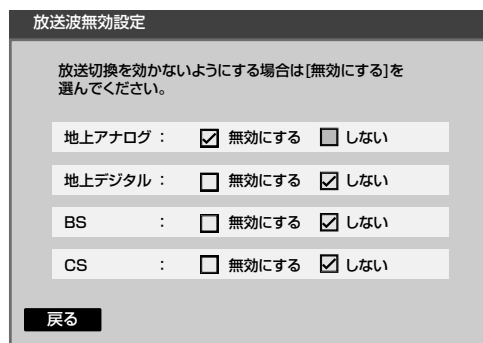 放送波無効設定
放送切換を効かないようにする場合は[無効にする]を
選んでください。
地上アナログ： 無効にする しない
地上デジタル： 無効にする しない
BS ： 無効にする しない
CS ： 無効にする しない
戻る